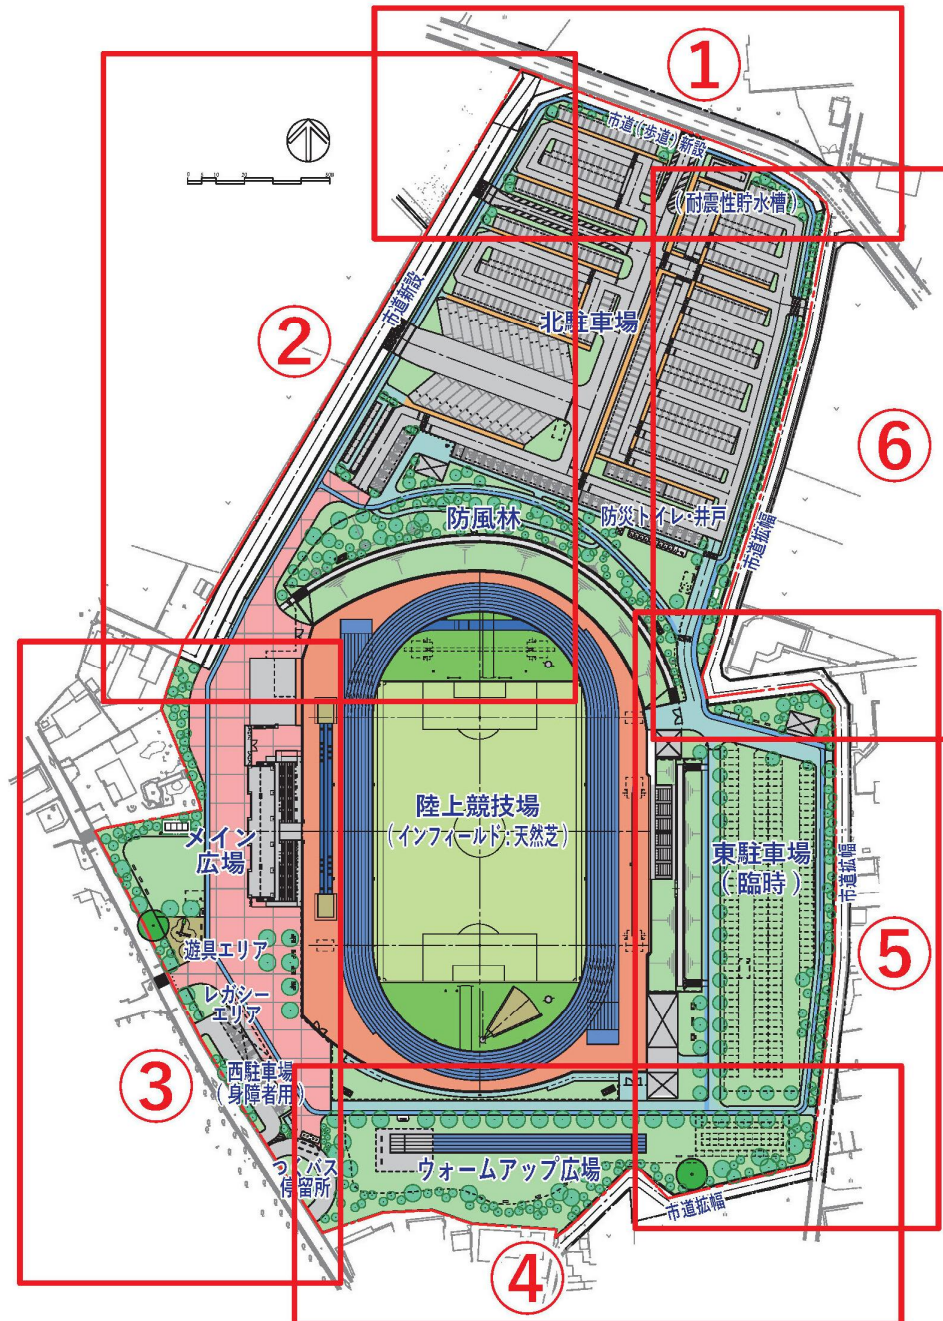 ①
市道（歩道）新設
（耐震性貯水槽）
市道新設
②
北駐車場
⑥
防風林
防災トイレ・井戸
市道拡幅
陸上競技場
（インフィールド：天然芝）
メイン
広場
東駐車場
（臨時）
市道拡幅
遊具エリア
⑤
レガシー
エリア
③
西駐車場
（身障者用）
つくバス
停留所
ウォームアップ広場
市道拡幅
④